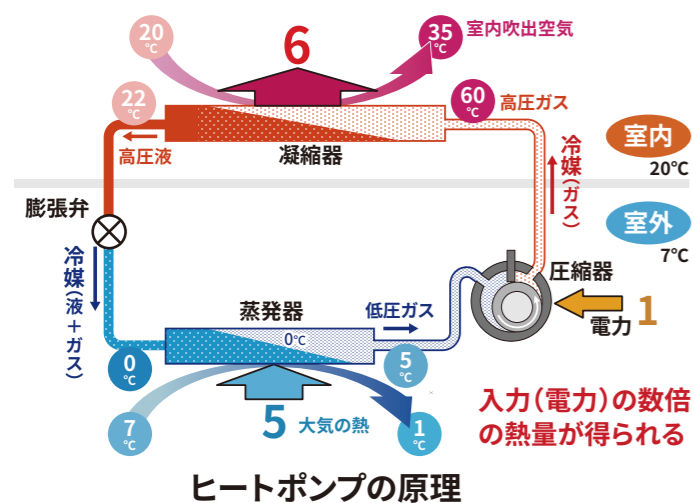 20
℃
6
35
℃
室内吹出空気
22
℃
60
℃
高圧ガス
高圧液
凝縮器
冷媒(ガス)
室内
20℃
膨張弁
室外
7℃
冷媒(液+ガス)
蒸発器
0℃
低圧ガス
圧縮器
1
電力
0
℃
5
℃
7
℃
5
大気の熱
1
℃
入力(電力)の数倍
の熱量が得られる
ヒートポンプの原理